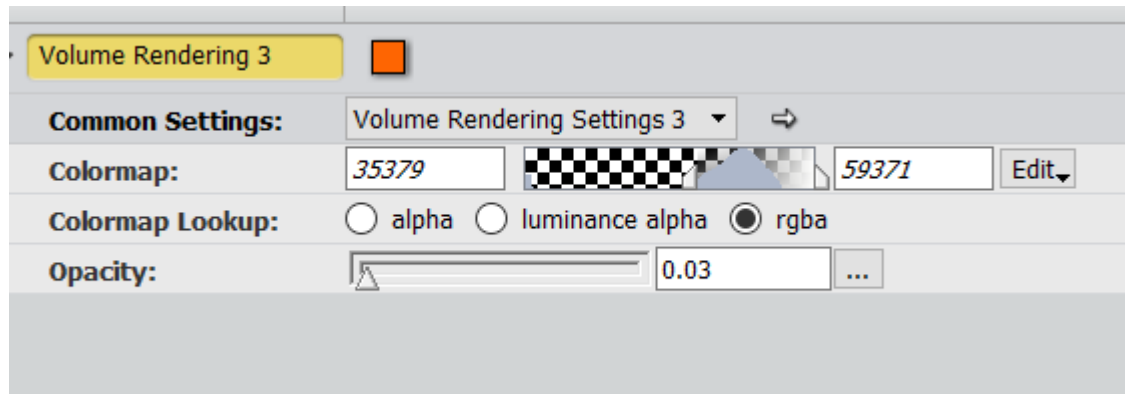 Volume Rendering 3
Common Settings: Volume Rendering Settings 3
Colormap: 35379 59371 Edit
Colormap Lookup: alpha luminance alpha rgba
Opacity: 0.03 ...